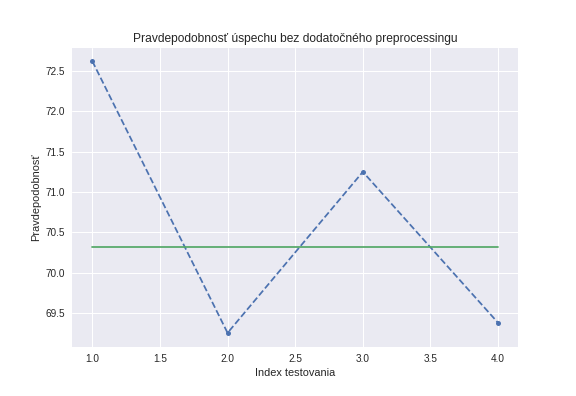 Pravdepodobnosť úspechu bez dodatočného preprocessingu
72.5
72.0
71.5
71.0
70.5
70.0
69.5
Pravdepodobnosť
1.0 1.5 2.0 2.5 3.0 3.5 4.0
Index testovania